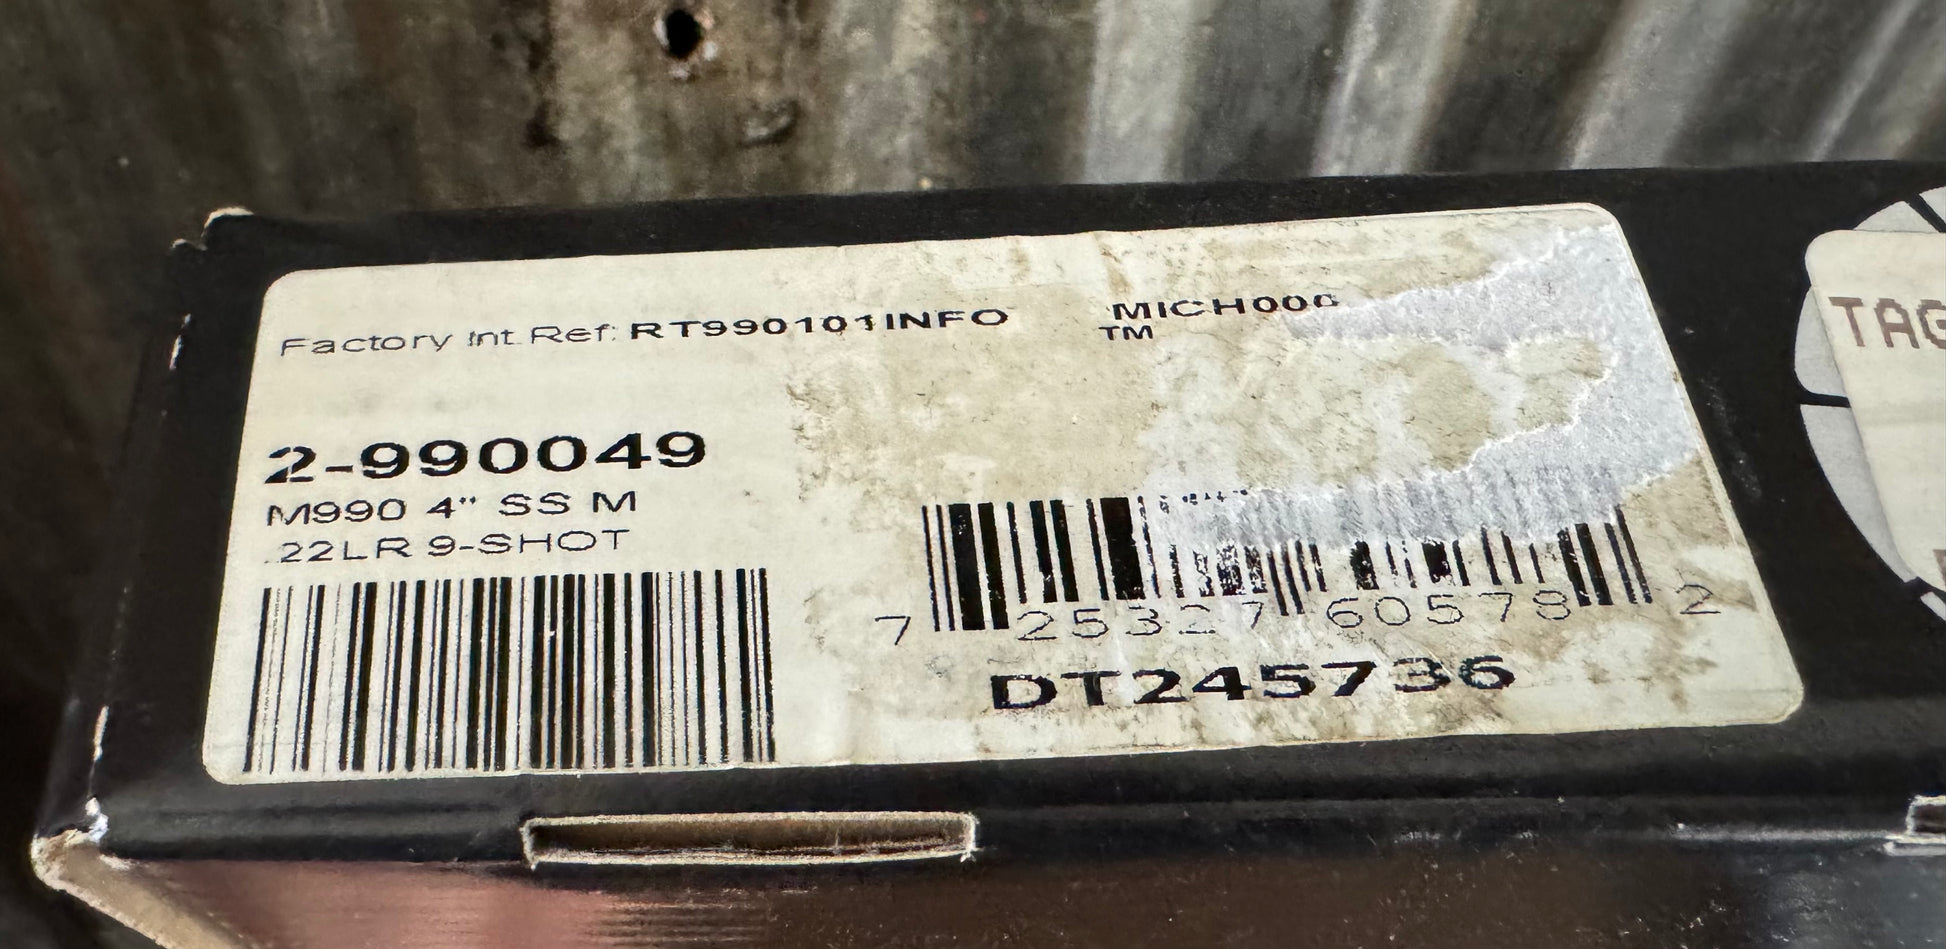 Factory Int. Ref: RT990101INFO MICH000
TM
2-990049
M990 4" SS M
.22LR 9-SHOT
7 25327 60578 2
DT245736
TAG